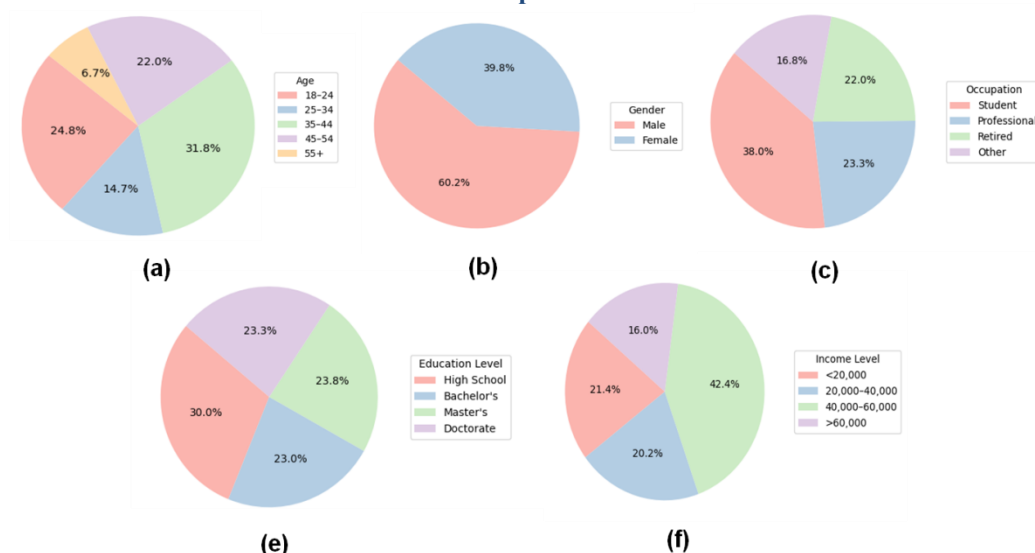 22.0%
6.7%
24.8%
31.8%
14.7%
Age
18–24
25–34
35–44
45–54
55+
(a)
39.8%
60.2%
Gender
Male
Female
(b)
16.8%
22.0%
38.0%
23.3%
Occupation
Student
Professional
Retired
Other
(c)
23.3%
23.8%
30.0%
23.0%
Education Level
High School
Bachelor's
Master's
Doctorate
(e)
16.0%
42.4%
21.4%
20.2%
Income Level
<20,000
20,000–40,000
40,000–60,000
>60,000
(f)